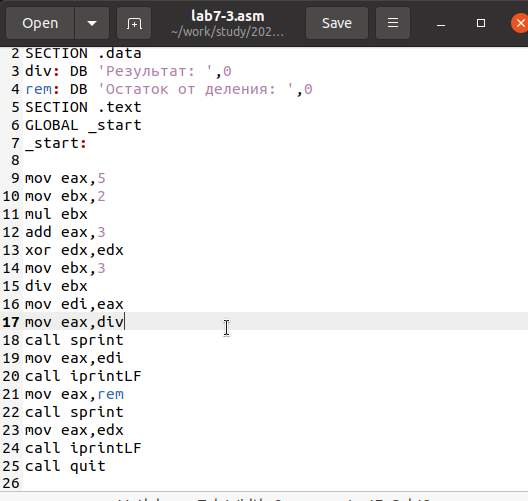 Open
lab7-3.asm
~/work/study/202...
Save
2 SECTION .data
3 div: DB 'Результат: ',0
4 rem: DB 'Остаток от деления: ',0
5 SECTION .text
6 GLOBAL _start
7 _start:
8
9 mov eax,5
10 mov ebx,2
11 mul ebx
12 add eax,3
13 xor edx,edx
14 mov ebx,3
15 div ebx
16 mov edi,eax
17 mov eax,div
18 call sprint
19 mov eax,edi
20 call iprintLF
21 mov eax,rem
22 call sprint
23 mov eax,edx
24 call iprintLF
25 call quit
26